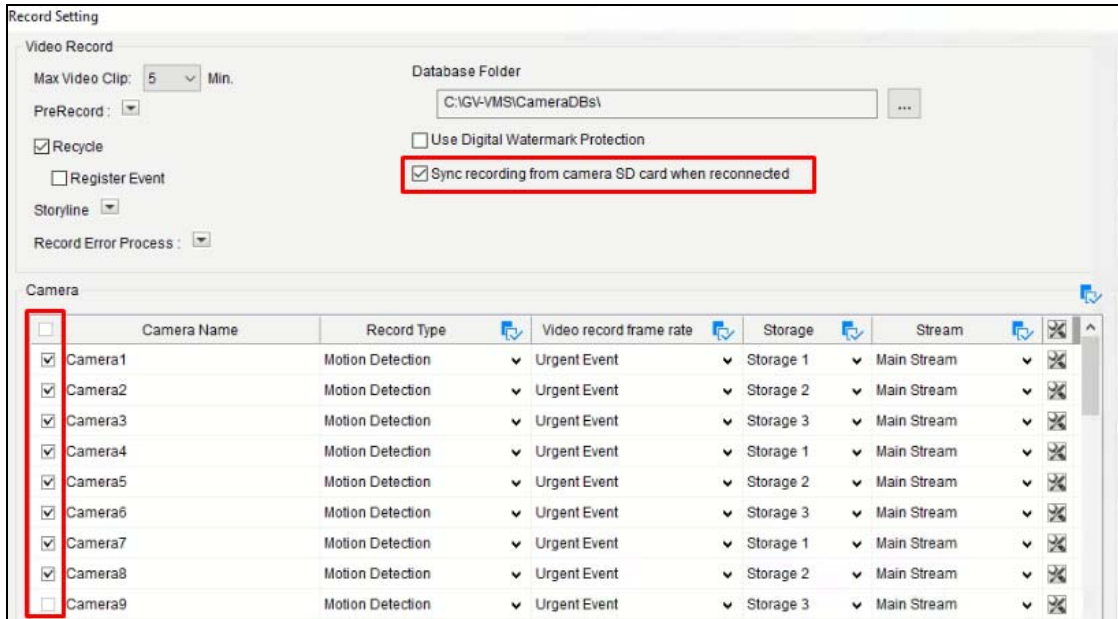 Record Setting
Video Record
Max Video Clip: 5 Min.
PreRecord :
Recycle
Register Event
Storyline
Record Error Process :
Database Folder
C:\GV-VMS\CameraDBs\
...
Use Digital Watermark Protection
Sync recording from camera SD card when reconnected
Camera
Camera Name Record Type Video record frame rate Storage Stream
Camera1 Motion Detection Urgent Event Storage 1 Main Stream
Camera2 Motion Detection Urgent Event Storage 2 Main Stream
Camera3 Motion Detection Urgent Event Storage 3 Main Stream
Camera4 Motion Detection Urgent Event Storage 1 Main Stream
Camera5 Motion Detection Urgent Event Storage 2 Main Stream
Camera6 Motion Detection Urgent Event Storage 3 Main Stream
Camera7 Motion Detection Urgent Event Storage 1 Main Stream
Camera8 Motion Detection Urgent Event Storage 2 Main Stream
Camera9 Motion Detection Urgent Event Storage 3 Main Stream